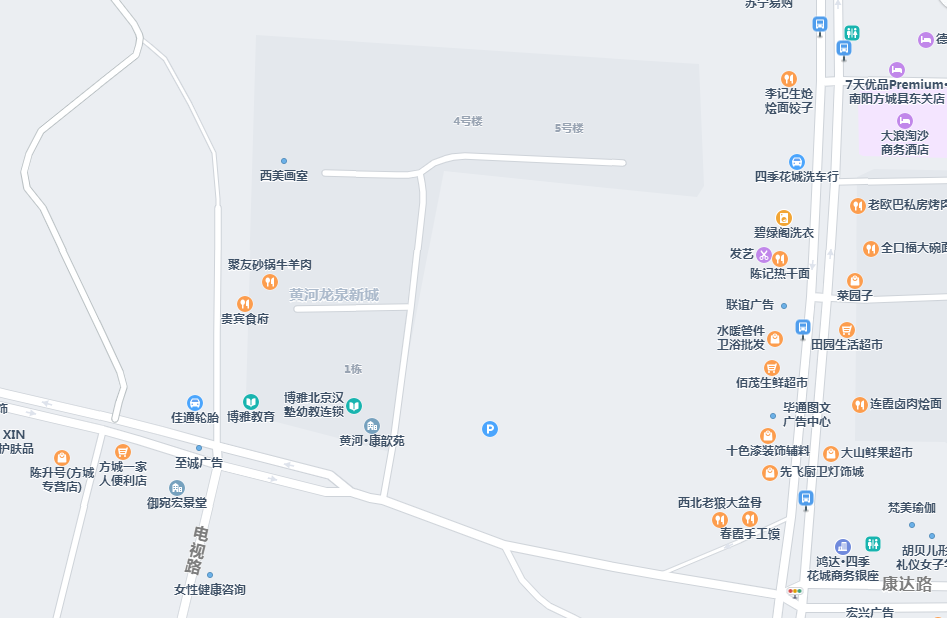 苏宁易购
德
7天优品Premium·
南阳方城县东关店
李记生烩
烩面饺子
4号楼
5号楼
大浪淘沙
商务酒店
西美画室
四季花城洗车行
老欧巴私房烤肉
碧绿阁洗衣
全口福大碗面
发艺
陈记热干面
聚友砂锅牛羊肉
黄河龙泉新城
菜园子
贵宾食府
联谊广告
水暖管件
卫浴批发
田园生活超市
1栋
佰茂生鲜超市
博雅北京汉
塾幼教连锁
饰
佳通轮胎
博雅教育
连霞卤肉烩面
毕通图文
广告中心
XIN
护肤品
黄河·康歆苑
十色漆装饰辅料
大山鲜果超市
陈升号(方城
专营店)
方城一家
人便利店
至诚广告
先飞厨卫灯饰城
P
御宛宏景堂
西北老狼大盆骨
梵美瑜伽
春霞手工馍
电视路
胡贝儿形
礼仪女子
鸿达·四季
花城商务银座
康达路
女性健康咨询
宏兴广告